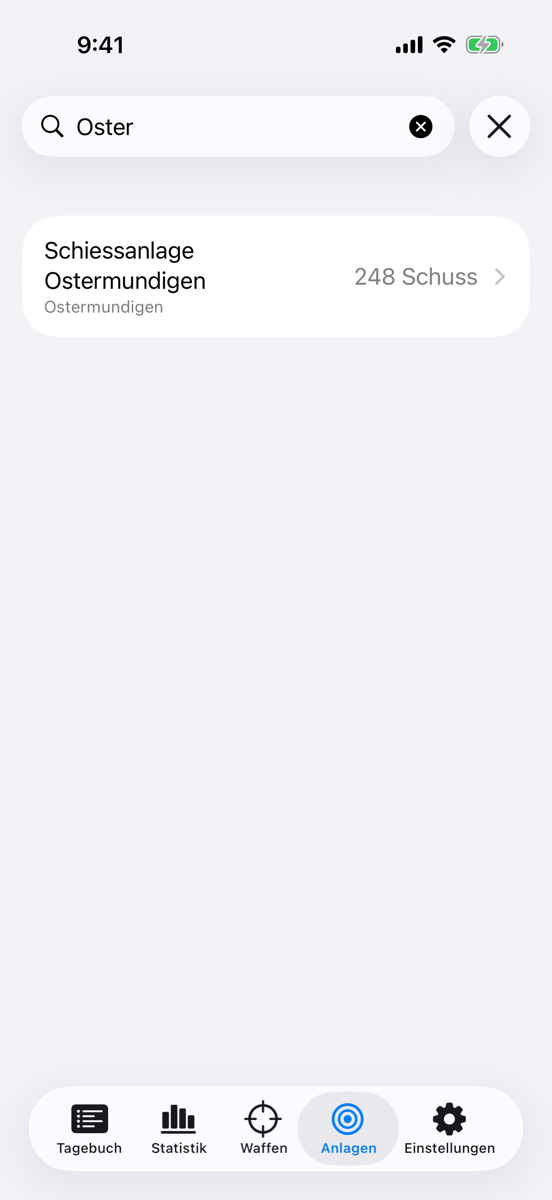 9:41
Oster
Schiessanlage
Ostermundigen
Ostermundigen
248 Schuss
Tagebuch
Statistik
Waffen
Anlagen
Einstellungen